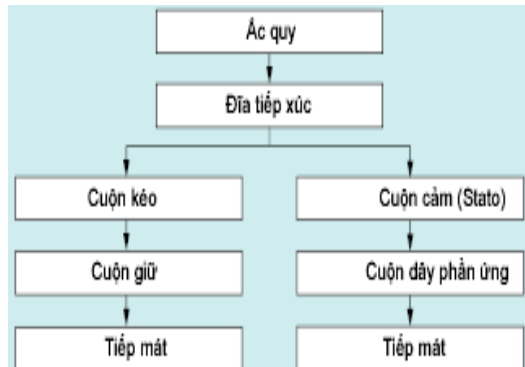 Ắc quy
Đĩa tiếp xúc
Cuộn kéo
Cuộn cảm (Stato)
Cuộn giữ
Cuộn dây phần ứng
Tiếp mát
Tiếp mát